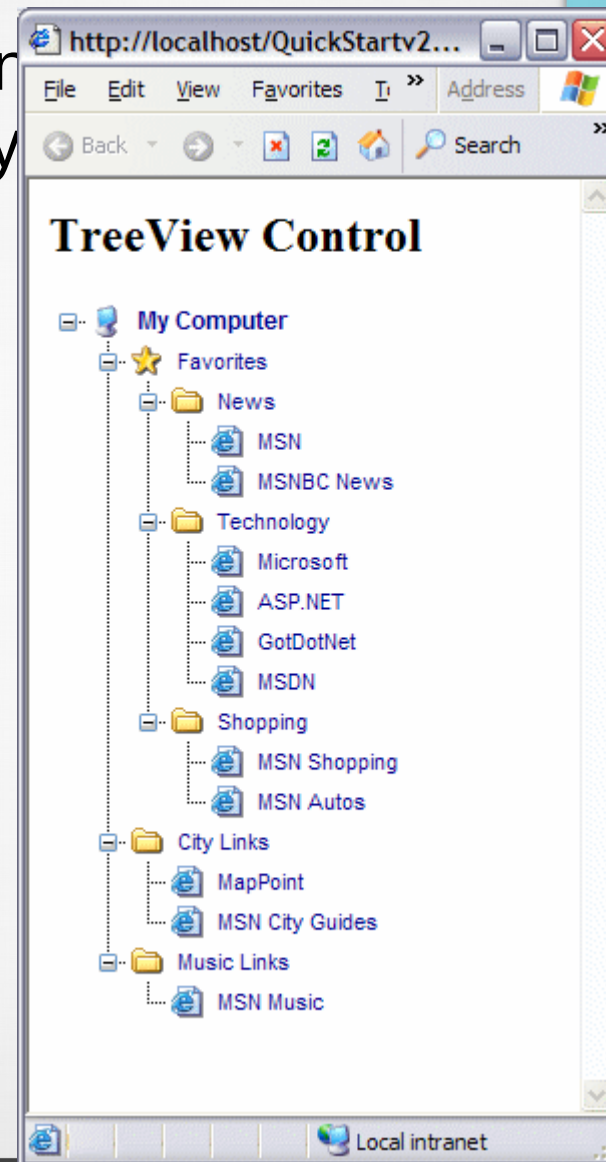 http://localhost/QuickStartv2...
File Edit View Favorites » Address
Back Search »
TreeView Control
My Computer
Favorites
News
MSN
MSNBC News
Technology
Microsoft
ASP.NET
GotDotNet
MSDN
Shopping
MSN Shopping
MSN Autos
City Links
MapPoint
MSN City Guides
Music Links
MSN Music
Local intranet